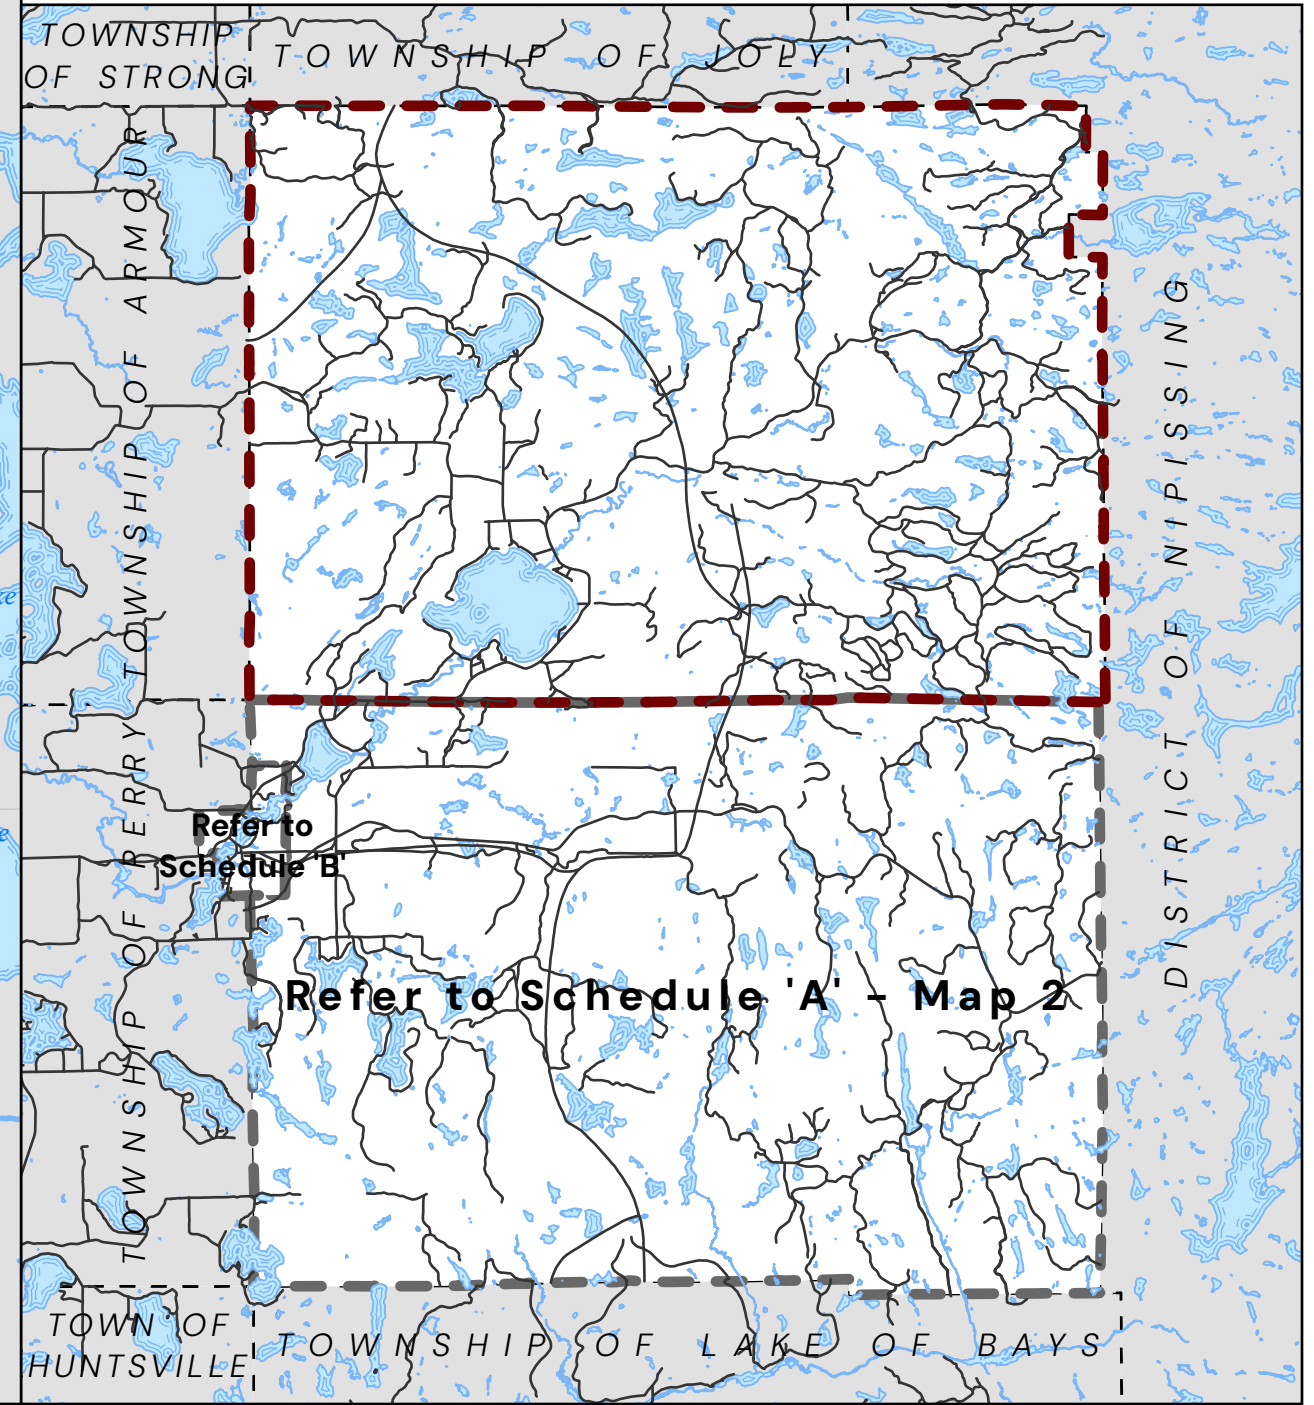 TOWNSHIP
OF STRONG
TOWNSHIP OF JOLY
TOWNSHIP OF ARMOUR
DISTRICT OF NIPISSING
TOWNSHIP OF PERRY
Refer to
Schedule 'B'
Refer to Schedule 'A' - Map 2
TOWN OF
HUNTSVILLE
TOWNSHIP OF LAKE OF BAYS